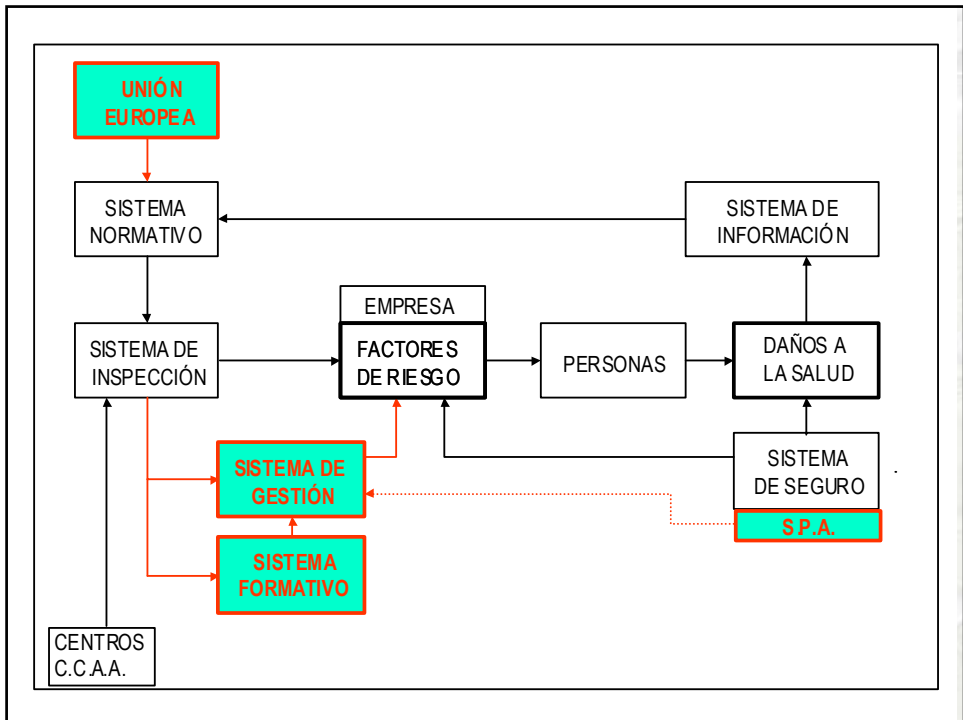 UNIÓN
EUROPEA
SISTEMA
NORMATIVO
SISTEMA DE
INFORMACIÓN
EMPRESA
SISTEMA DE
INSPECCIÓN
FACTORES
DE RIESGO
PERSONAS
DAÑOS A
LA SALUD
SISTEMA DE
GESTIÓN
SISTEMA
DE SEGURO
.
S.P.A.
SISTEMA
FORMATIVO
CENTROS
C.C.A.A.